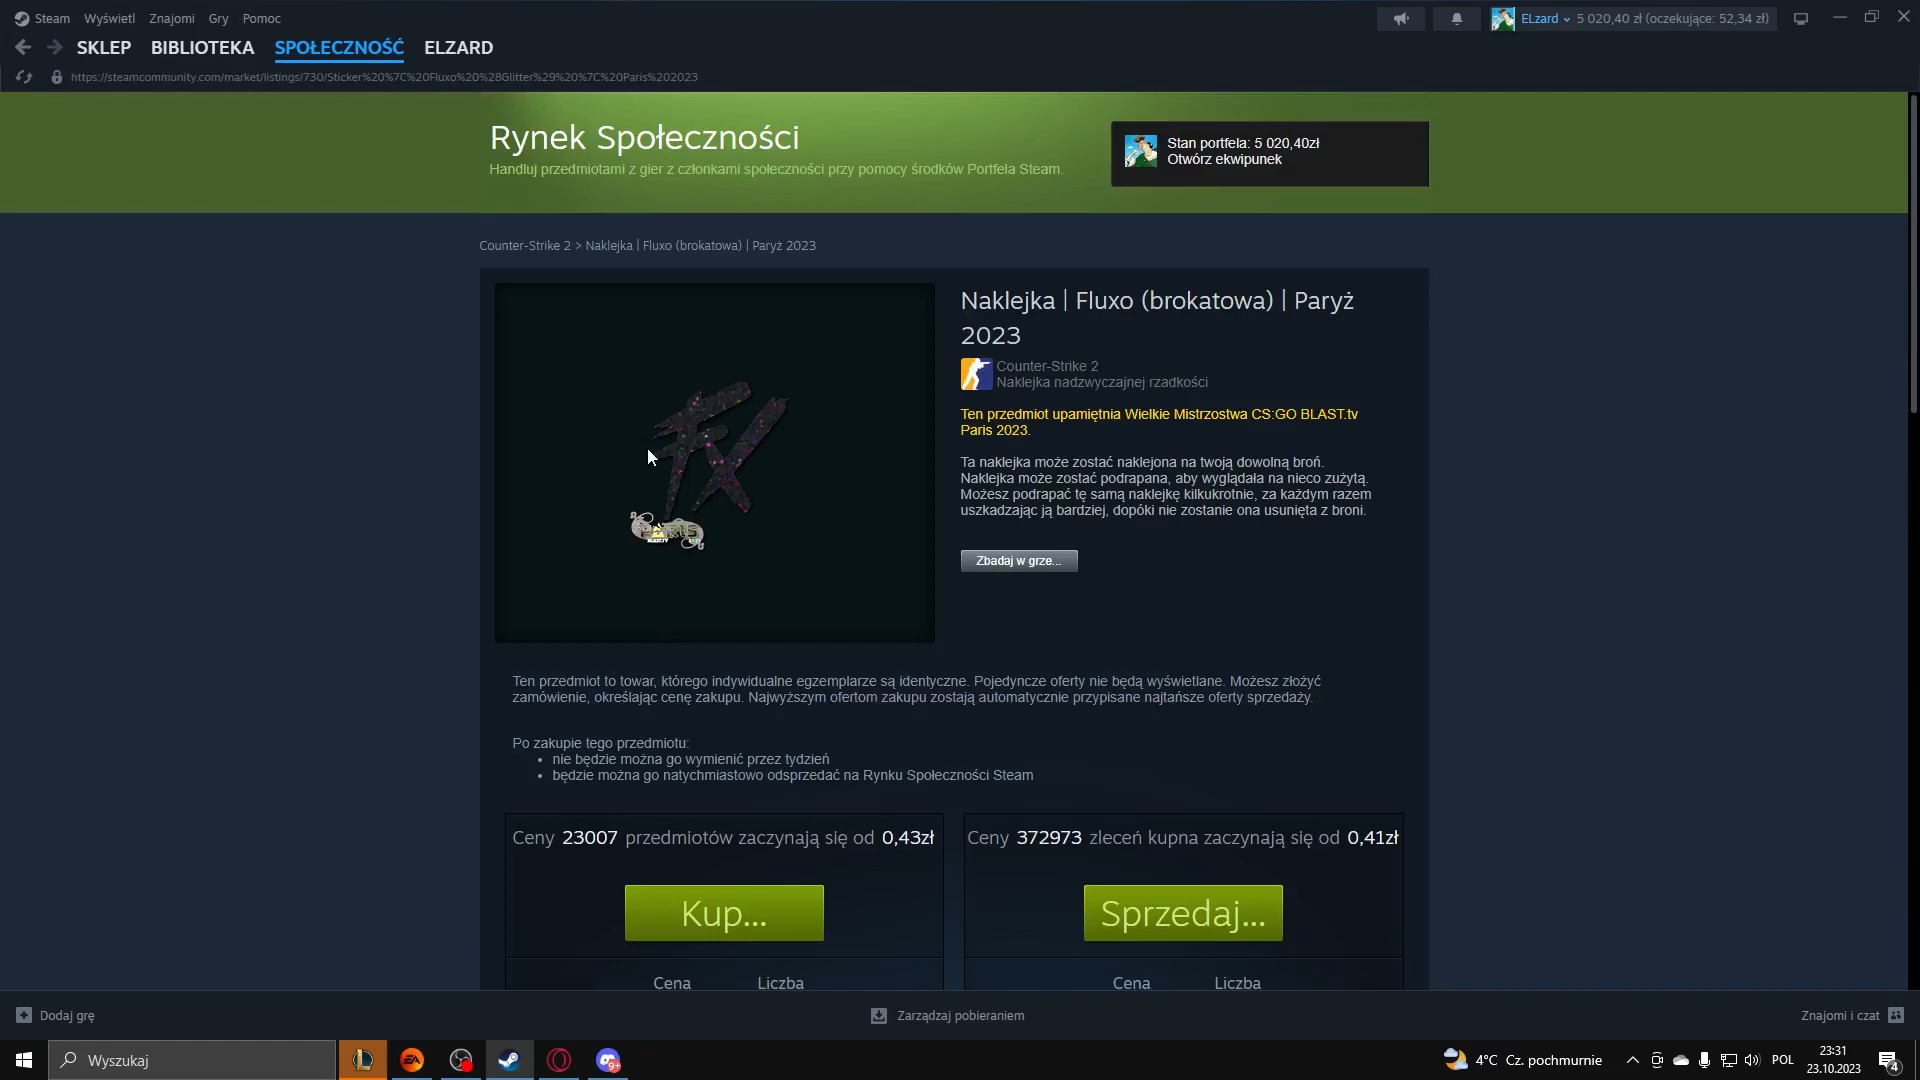 Steam Wyświetl Znajomi Gry Pomoc
ELzard 5 020,40 zł (oczekujące: 52,34 zł)
SKLEP BIBLIOTEKA SPOŁECZNOŚĆ ELZARD
https://steamcommunity.com/market/listings/730/Sticker%20%7C%20Fluxo%20%28Glitter%29%20%7C%20Paris%202023
Rynek Społeczności
Handluj przedmiotami z gier z członkami społeczności przy pomocy środków Portfela Steam.
Stan portfela: 5 020,40zł
Otwórz ekwipunek
Counter-Strike 2 > Naklejka | Fluxo (brokatowa) | Paryż 2023
Naklejka | Fluxo (brokatowa) | Paryż
2023
Counter-Strike 2
Naklejka nadzwyczajnej rzadkości
Ten przedmiot upamiętnia Wielkie Mistrzostwa CS:GO BLAST.tv
Paris 2023.
Ta naklejka może zostać naklejona na twoją dowolną broń.
Naklejka może zostać podrapana, aby wyglądała na nieco zużytą.
Możesz podrapać tę samą naklejkę kilkukrotnie, za każdym razem
uszkadzając ją bardziej, dopóki nie zostanie ona usunięta z broni.
Zbadaj w grze...
FX
PARIS
Ten przedmiot to towar, którego indywidualne egzemplarze są identyczne. Pojedyncze oferty nie będą wyświetlane. Możesz złożyć
zamówienie, określając cenę zakupu. Najwyższym ofertom zakupu zostają automatycznie przypisane najtańsze oferty sprzedaży.
Po zakupie tego przedmiotu:
• nie będzie można go wymienić przez tydzień
• będzie można go natychmiastowo odsprzedać na Rynku Społeczności Steam
Ceny 23007 przedmiotów zaczynają się od 0,43zł
Kup...
Cena Liczba
Ceny 372973 zleceń kupna zaczynają się od 0,41zł
Sprzedaj...
Cena Liczba
Dodaj grę
Zarządzaj pobieraniem
Znajomi i czat
Wyszukaj
EA
9+
4°C Cz. pochmurnie
POL
23:31
23.10.2023
4